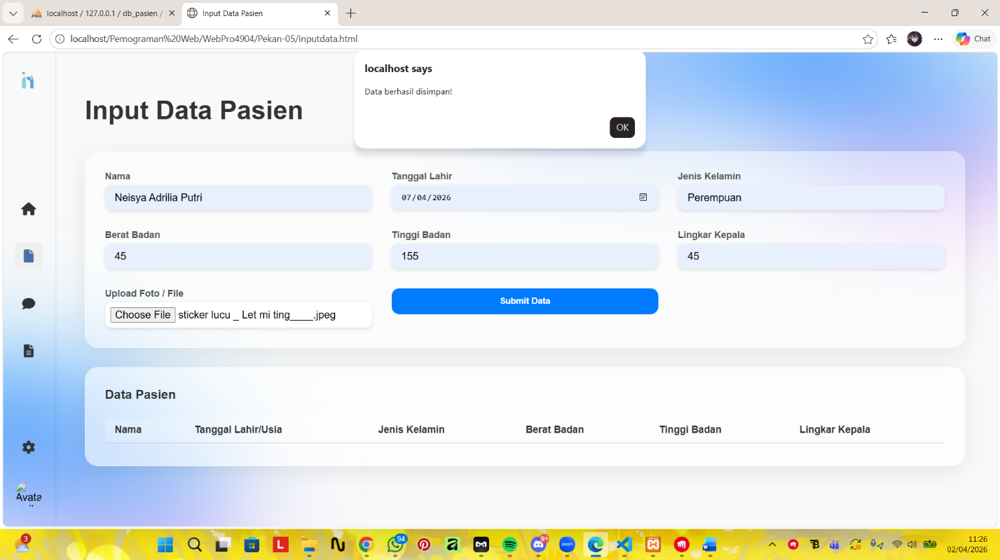 localhost / 127.0.0.1 / db_pasien /
Input Data Pasien
localhost/Pemograman%20Web/WebPro4904/Pekan-05/inputdata.html
Chat
localhost says
Data berhasil disimpan!
OK
Input Data Pasien
Nama
Tanggal Lahir
Jenis Kelamin
Neisya Adrilia Putri
07/04/2026
Perempuan
Berat Badan
Tinggi Badan
Lingkar Kepala
45
155
45
Upload Foto / File
Choose File sticker lucu _ Let mi ting____.jpeg
Submit Data
Data Pasien
Nama
Tanggal Lahir/Usia
Jenis Kelamin
Berat Badan
Tinggi Badan
Lingkar Kepala
Avata
3
L
94
9+
zoom
11:26
02/04/2026